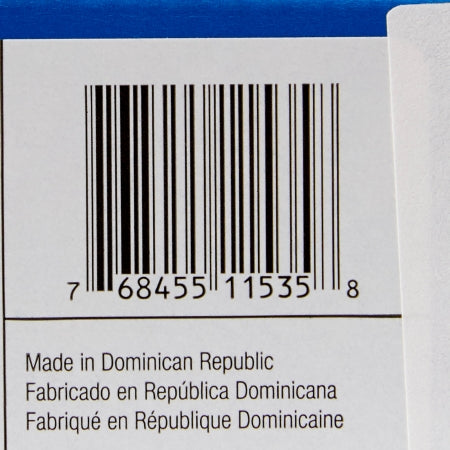 7 68455 11535 8
Made in Dominican Republic
Fabricado en República Dominicana
Fabriqué en République Dominicaine